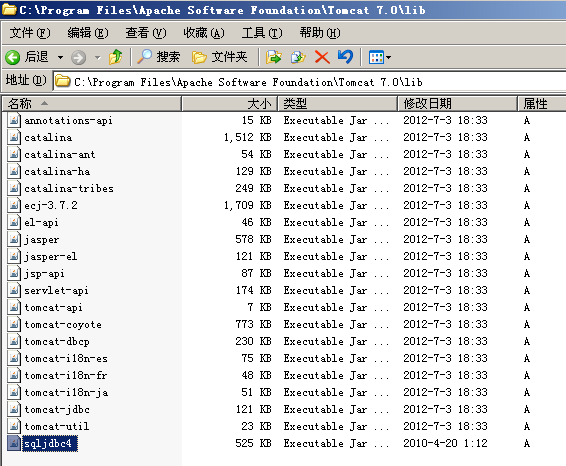 C:\Program Files\Apache Software Foundation\Tomcat 7.0\lib
文件(F) 编辑(E) 查看(V) 收藏(A) 工具(T) 帮助(H)
后退 搜索 文件夹
地址(D) C:\Program Files\Apache Software Foundation\Tomcat 7.0\lib
名称 大小 类型 修改日期 属性
annotations-api 15 KB Executable Jar ... 2012-7-3 18:33 A
catalina 1,512 KB Executable Jar ... 2012-7-3 18:33 A
catalina-ant 54 KB Executable Jar ... 2012-7-3 18:33 A
catalina-ha 129 KB Executable Jar ... 2012-7-3 18:33 A
catalina-tribes 249 KB Executable Jar ... 2012-7-3 18:33 A
ecj-3.7.2 1,709 KB Executable Jar ... 2012-7-3 18:33 A
el-api 46 KB Executable Jar ... 2012-7-3 18:33 A
jasper 578 KB Executable Jar ... 2012-7-3 18:33 A
jasper-el 121 KB Executable Jar ... 2012-7-3 18:33 A
jsp-api 87 KB Executable Jar ... 2012-7-3 18:33 A
servlet-api 174 KB Executable Jar ... 2012-7-3 18:33 A
tomcat-api 7 KB Executable Jar ... 2012-7-3 18:33 A
tomcat-coyote 773 KB Executable Jar ... 2012-7-3 18:33 A
tomcat-dbcp 230 KB Executable Jar ... 2012-7-3 18:33 A
tomcat-i18n-es 75 KB Executable Jar ... 2012-7-3 18:33 A
tomcat-i18n-fr 48 KB Executable Jar ... 2012-7-3 18:33 A
tomcat-i18n-ja 51 KB Executable Jar ... 2012-7-3 18:33 A
tomcat-jdbc 121 KB Executable Jar ... 2012-7-3 18:33 A
tomcat-util 23 KB Executable Jar ... 2012-7-3 18:33 A
sqljdbc4 525 KB Executable Jar ... 2010-4-20 1:12 A